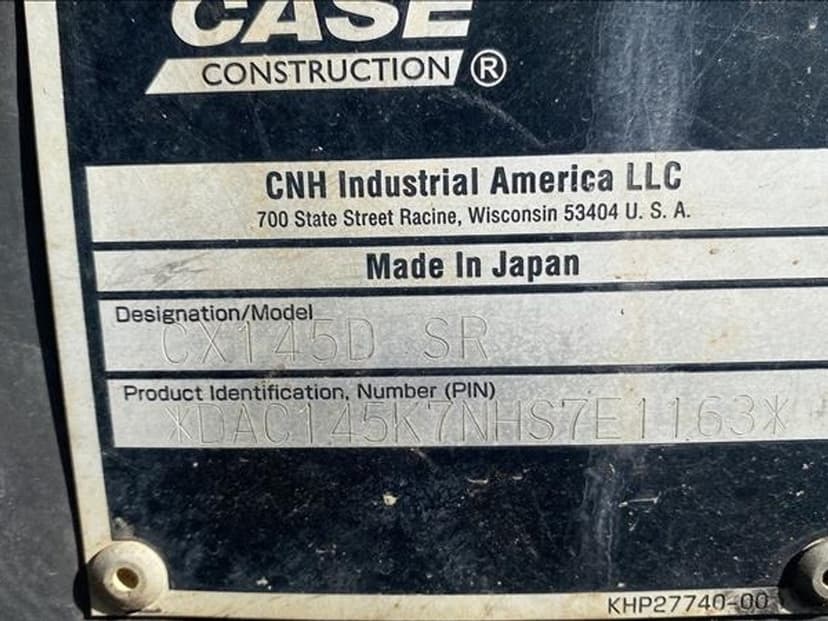 CASE
CONSTRUCTION®
CNH Industrial America LLC
700 State Street Racine, Wisconsin 53404 U. S. A.
Made In Japan
Designation/Model
CX145D SR
Product Identification, Number (PIN)
*DAC145K7NHS7E1163*
KHP27740-00